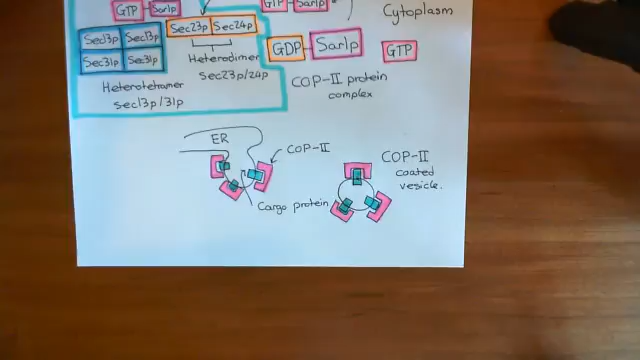 GTP Sar1p
GTP Sar1p
Cytoplasm
Sec13p Sec13p
Sec31p Sec31p
Sec23p Sec24p
GDP Sar1p
GTP
Heterodimer
Sec23p/24p
Heterotetramer
Sec13p/31p
COP-II protein
complex
ER
COP-II
Cargo protein
COP-II
coated
vesicle.